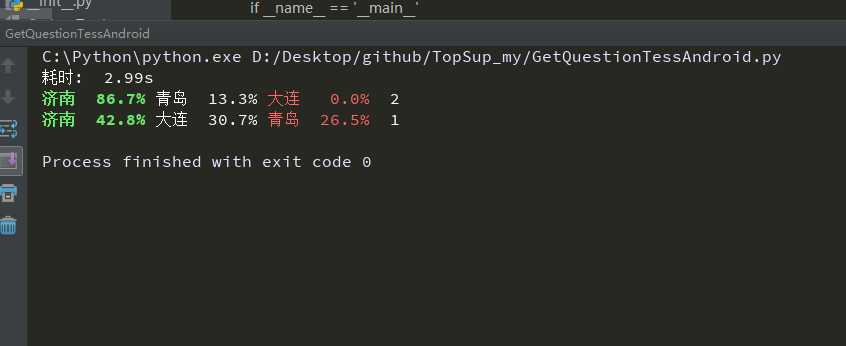 __init__.py
if __name__ == '__main__'
GetQuestionTessAndroid
C:\Python\python.exe D:/Desktop/github/TopSup_my/GetQuestionTessAndroid.py
耗时:  2.99s
济南  86.7% 青岛  13.3% 大连   0.0%  2
济南  42.8% 大连  30.7% 青岛  26.5%  1
Process finished with exit code 0